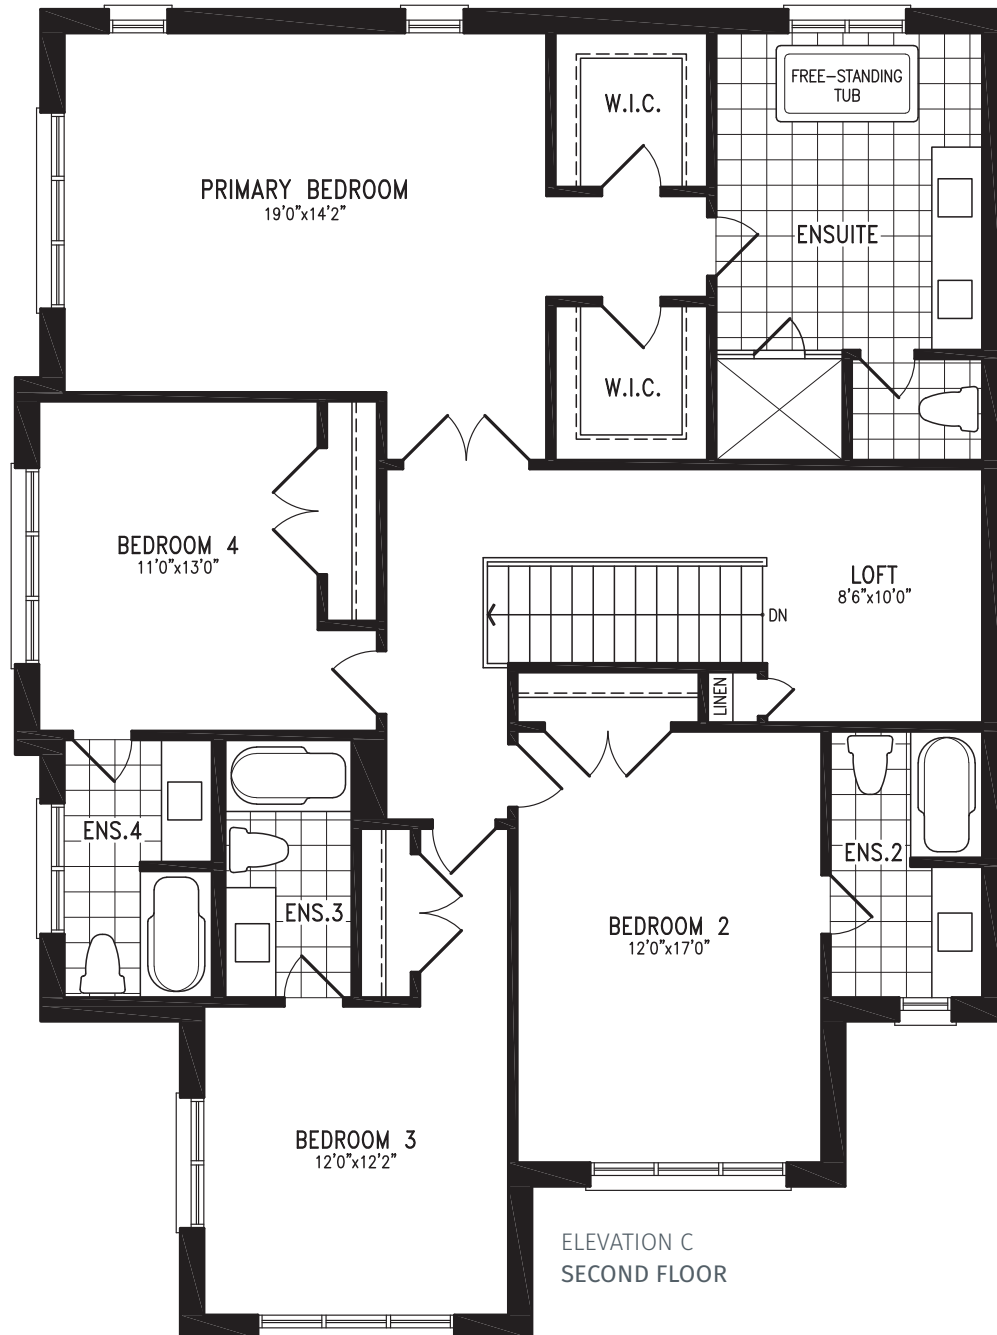 FREE-STANDING
TUB
W.I.C.
PRIMARY BEDROOM
19'0"x14'2"
ENSUITE
W.I.C.
BEDROOM 4
11'0"x13'0"
LOFT
8'6"x10'0"
DN
LINEN
ENS.4
ENS.2
ENS.3
BEDROOM 2
12'0"x17'0"
BEDROOM 3
12'0"x12'2"
ELEVATION C
SECOND FLOOR